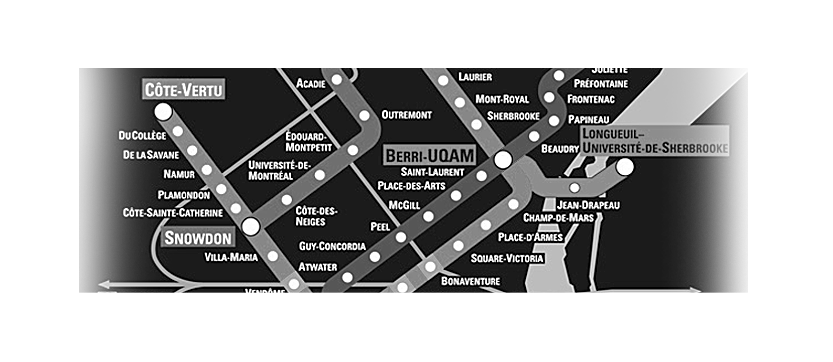 JOLIETTE
LAURIER
ACADIE
PRÉFONTAINE
CÔTE-VERTU
MONT-ROYAL
FRONTENAC
OUTREMONT
SHERBROOKE
PAPINEAU
DU COLLÈGE
ÉDOUARD-
MONTPETIT
LONGUEUIL–
UNIVERSITÉ-DE-SHERBROOKE
BEAUDRY
DE LA SAVANE
BERRI-UQAM
UNIVERSITÉ-DE-
MONTRÉAL
SAINT-LAURENT
NAMUR
PLACE-DES-ARTS
PLAMONDON
MCGILL
JEAN-DRAPEAU
CÔTE-SAINTE-CATHERINE
CÔTE-DES-
NEIGES
CHAMP-DE-MARS
PEEL
SNOWDON
PLACE-D'ARMES
GUY-CONCORDIA
VILLA-MARIA
SQUARE-VICTORIA
ATWATER
BONAVENTURE
VENDÔME